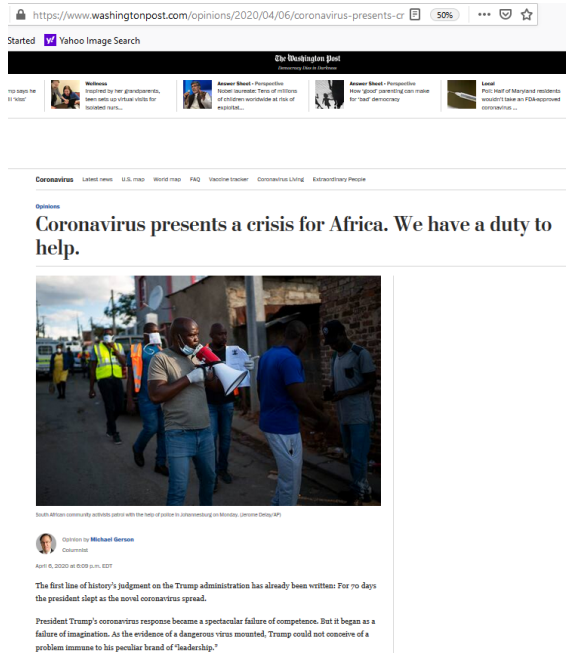 https://www.washingtonpost.com/opinions/2020/04/06/coronavirus-presents-cr
50%
Started Yahoo Image Search
The Washington Post
Democracy Dies in Darkness
mp says he
ll 'kiss'
Wellness
Inspired by her grandparents,
teen sets up virtual visits for
isolated nurs...
Answer Sheet • Perspective
Nobel laureate: Tens of millions
of children worldwide at risk of
exploitat...
Answer Sheet • Perspective
How 'good' parenting can make
for 'bad' democracy
Local
Poll: Half of Maryland residents
wouldn't take an FDA-approved
coronavirus ...
Coronavirus Latest news U.S. map World map FAQ Vaccine tracker Coronavirus Living Extraordinary People
Opinions
Coronavirus presents a crisis for Africa. We have a duty to
help.
South African community activists patrol with the help of police in Johannesburg on Monday. (Jerome Delay/AP)
Opinion by Michael Gerson
Columnist
April 6, 2020 at 6:09 p.m. EDT
The first line of history's judgment on the Trump administration has already been written: For 70 days
the president slept as the novel coronavirus spread.
President Trump's coronavirus response became a spectacular failure of competence. But it began as a
failure of imagination. As the evidence of a dangerous virus mounted, Trump could not conceive of a
problem immune to his peculiar brand of "leadership."